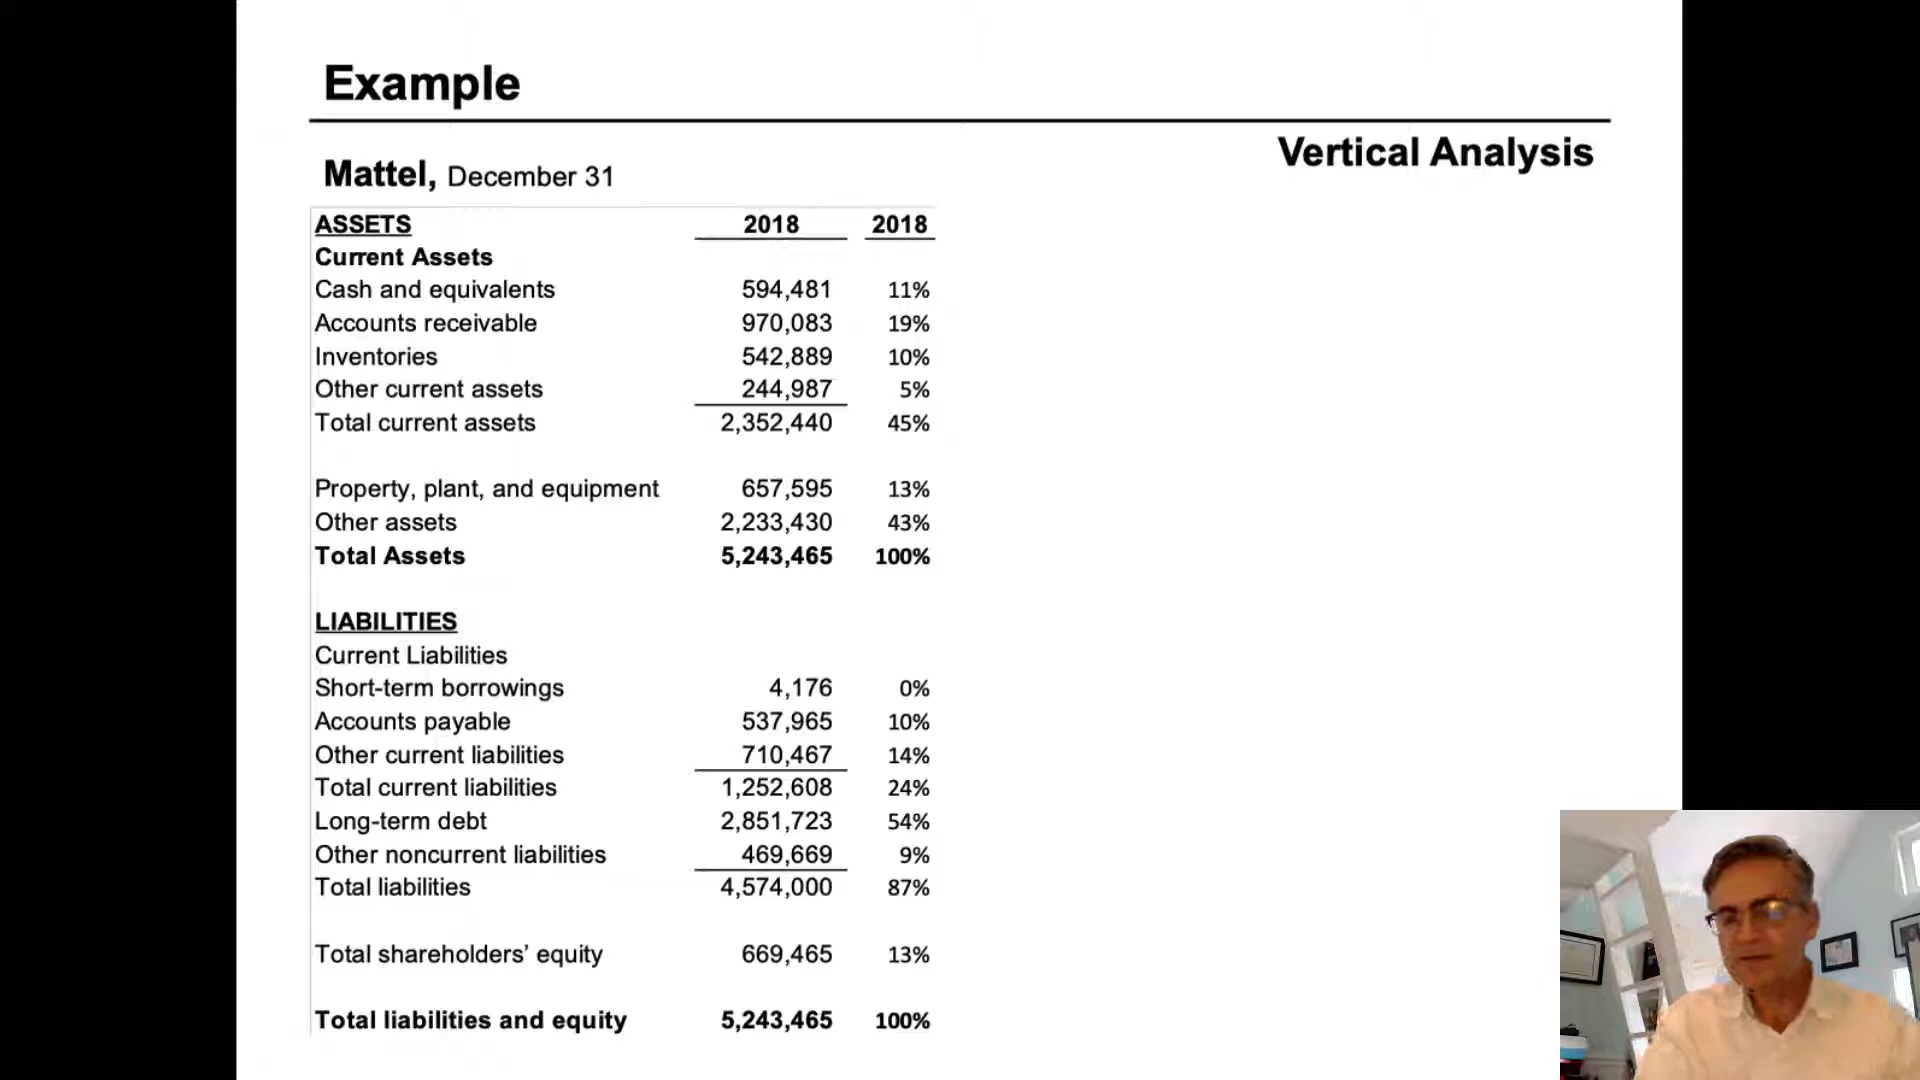 Example
Vertical Analysis
Mattel, December 31
ASSETS 2018 2018
Current Assets
Cash and equivalents 594,481 11%
Accounts receivable 970,083 19%
Inventories 542,889 10%
Other current assets 244,987 5%
Total current assets 2,352,440 45%
Property, plant, and equipment 657,595 13%
Other assets 2,233,430 43%
Total Assets 5,243,465 100%
LIABILITIES
Current Liabilities
Short-term borrowings 4,176 0%
Accounts payable 537,965 10%
Other current liabilities 710,467 14%
Total current liabilities 1,252,608 24%
Long-term debt 2,851,723 54%
Other noncurrent liabilities 469,669 9%
Total liabilities 4,574,000 87%
Total shareholders’ equity 669,465 13%
Total liabilities and equity 5,243,465 100%